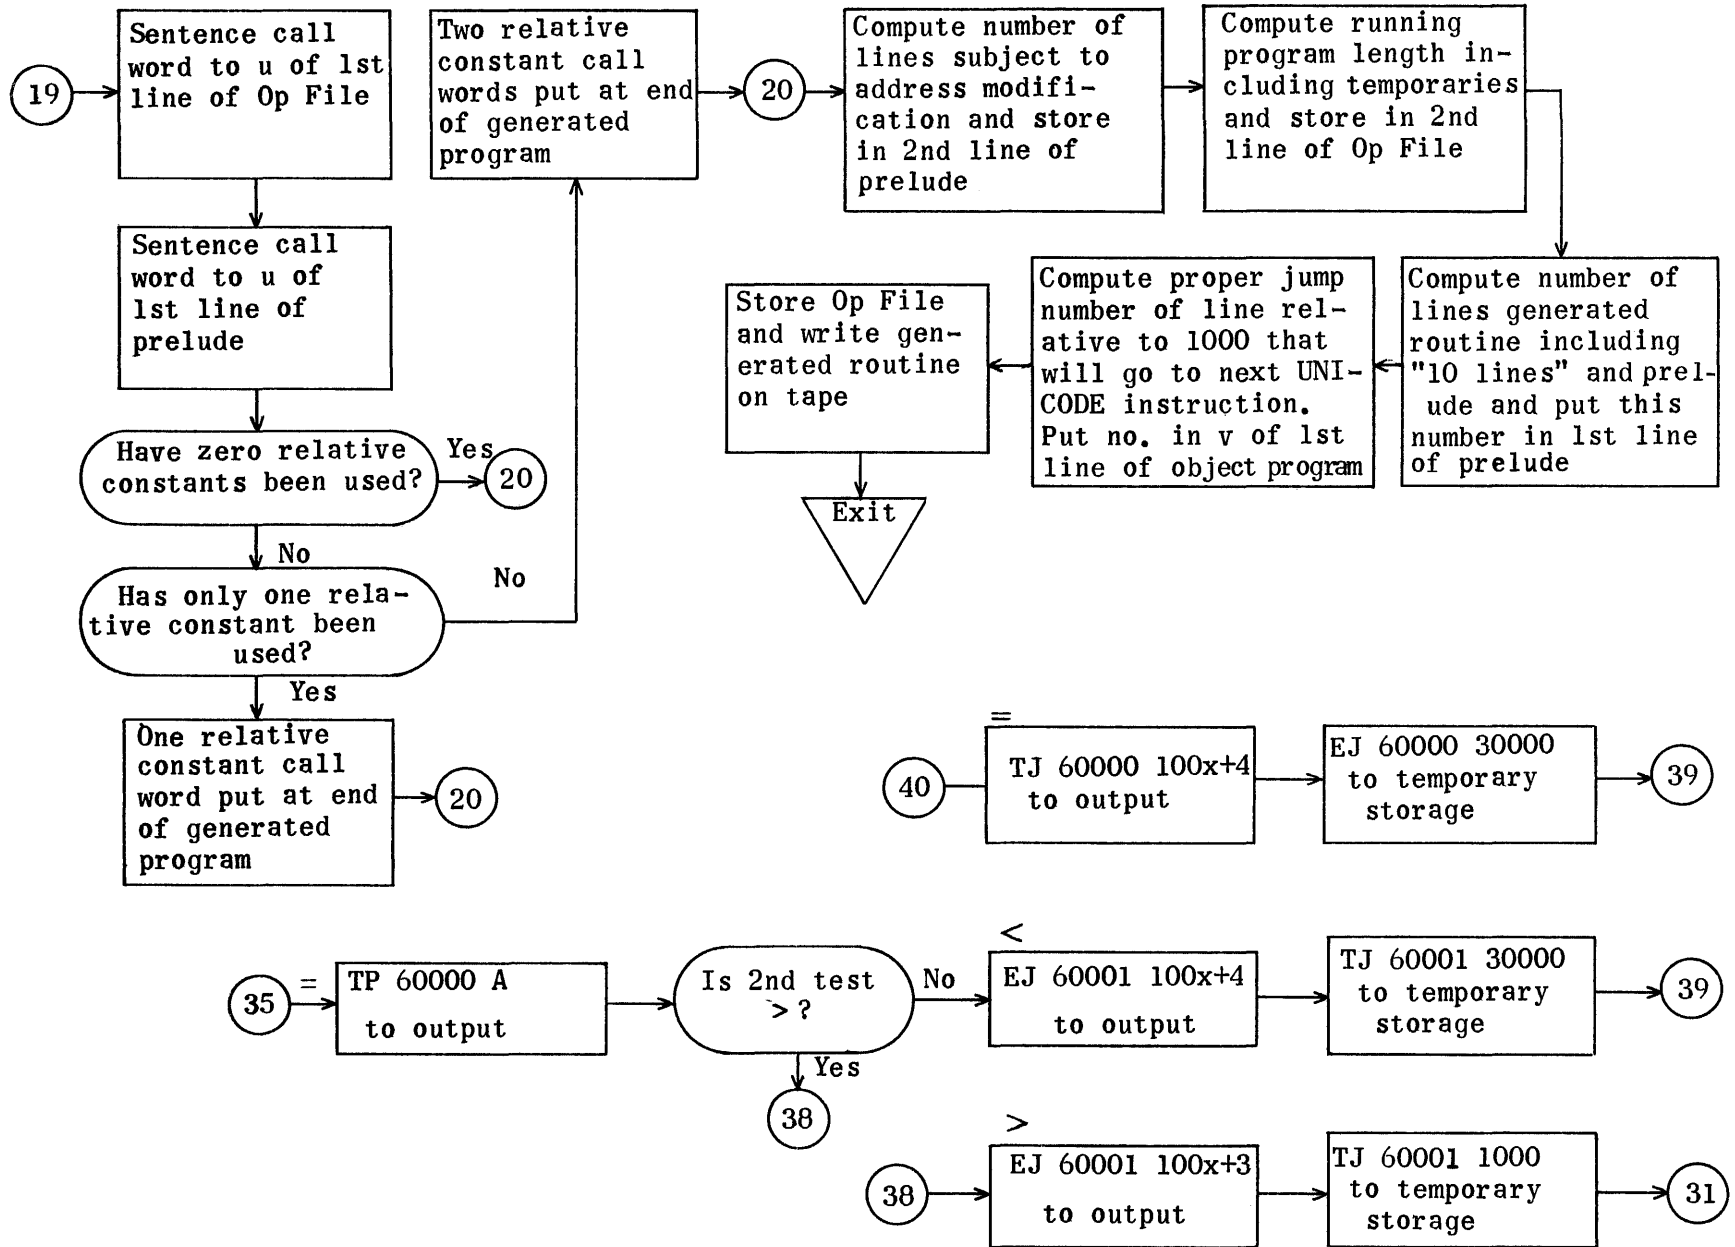 19
Sentence call
word to u of 1st
line of Op File
Sentence call
word to u of
1st line of
prelude
Have zero relative
constants been used?
Yes
20
No
Has only one rela-
tive constant been
used?
No
Yes
One relative
constant call
word put at end
of generated
program
20
Two relative
constant call
words put at end
of generated
program
20
Compute number of
lines subject to
address modifi-
cation and store
in 2nd line of
prelude
Compute running
program length in-
cluding temporaries
and store in 2nd
line of Op File
Compute number of
lines generated
routine including
"10 lines" and prel-
ude and put this
number in 1st line
of prelude
Compute proper jump
number of line rel-
ative to 1000 that
will go to next UNI-
CODE instruction.
Put no. in v of 1st
line of object program
Store Op File
and write gen-
erated routine
on tape
Exit
40
=
TJ 60000 100x+4
to output
EJ 60000 30000
to temporary
storage
39
35
=
TP 60000 A
to output
Is 2nd test
> ?
No
Yes
38
<
EJ 60001 100x+4
to output
TJ 60001 30000
to temporary
storage
39
38
>
EJ 60001 100x+3
to output
TJ 60001 1000
to temporary
storage
31